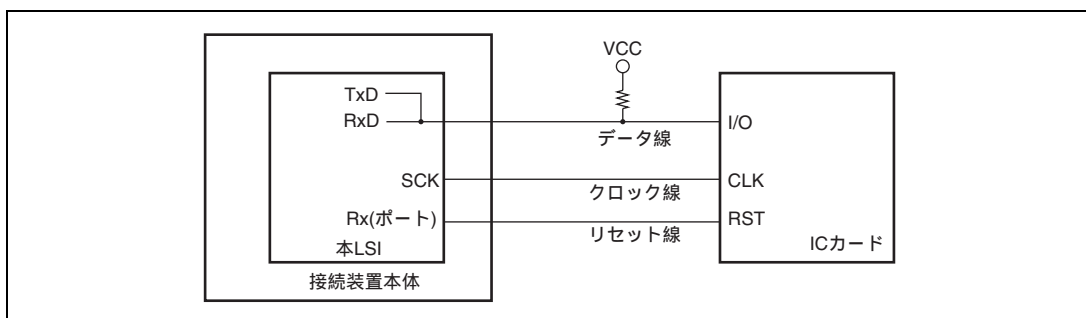 VCC
TxD
RxD
I/O
データ線
SCK
CLK
クロック線
Rx(ポート)
RST
リセット線
本LSI
ICカード
接続装置本体